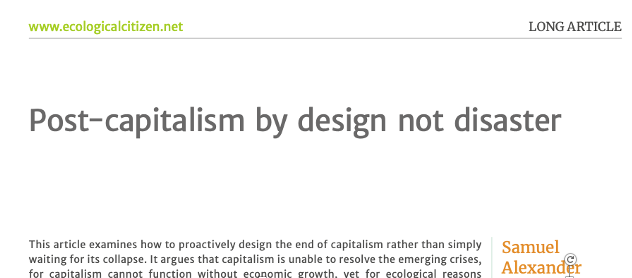 www.ecologicalcitizen.net
LONG ARTICLE
Post-capitalism by design not disaster
This article examines how to proactively design the end of capitalism rather than simply
waiting for its collapse. It argues that capitalism is unable to resolve the emerging crises,
for capitalism cannot function without economic growth, yet for ecological reasons
Samuel
Alexander